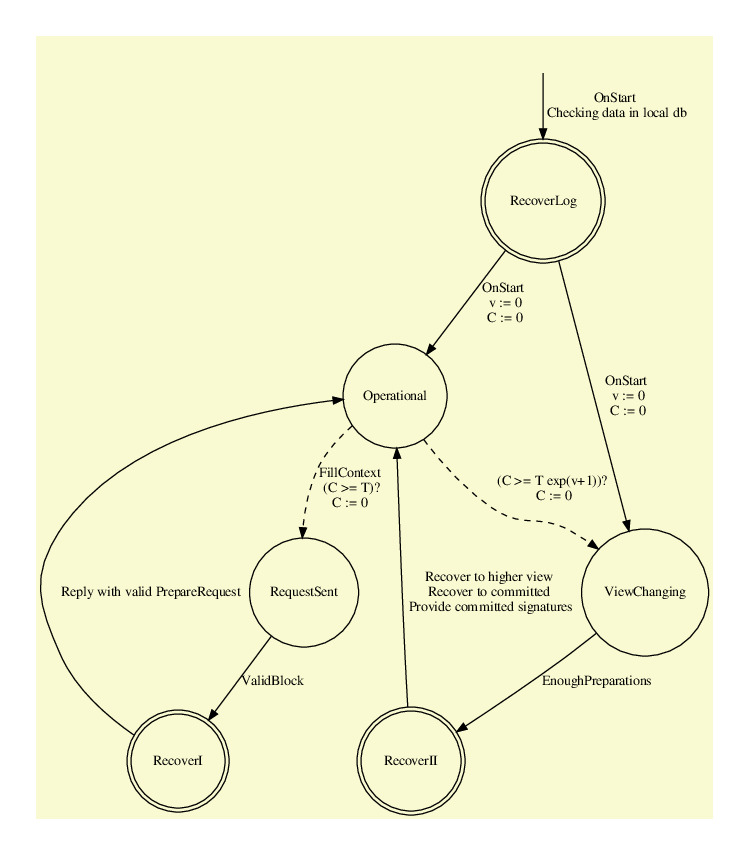 OnStart
Checking data in local db
RecoverLog
OnStart
v := 0
C := 0
OnStart
v := 0
C := 0
Operational
FillContext
(C >= T)?
C := 0
(C >= T exp(v+1))?
C := 0
Reply with valid PrepareRequest
RequestSent
Recover to higher view
Recover to committed
Provide committed signatures
ViewChanging
ValidBlock
EnoughPreparations
RecoverI
RecoverII